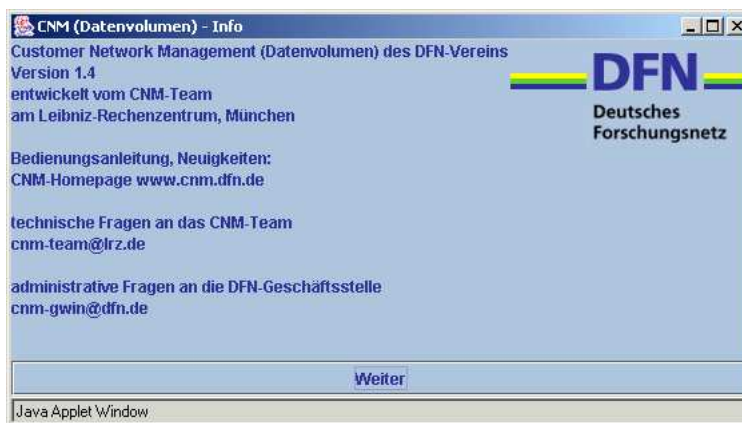 CNM (Datenvolumen) - Info
Customer Network Management (Datenvolumen) des DFN-Vereins
Version 1.4
entwickelt vom CNM-Team
am Leibniz-Rechenzentrum, München
DFN
Deutsches
Forschungsnetz
Bedienungsanleitung, Neuigkeiten:
CNM-Homepage www.cnm.dfn.de
technische Fragen an das CNM-Team
cnm-team@lrz.de
administrative Fragen an die DFN-Geschäftsstelle
cnm-gwin@dfn.de
Weiter
Java Applet Window